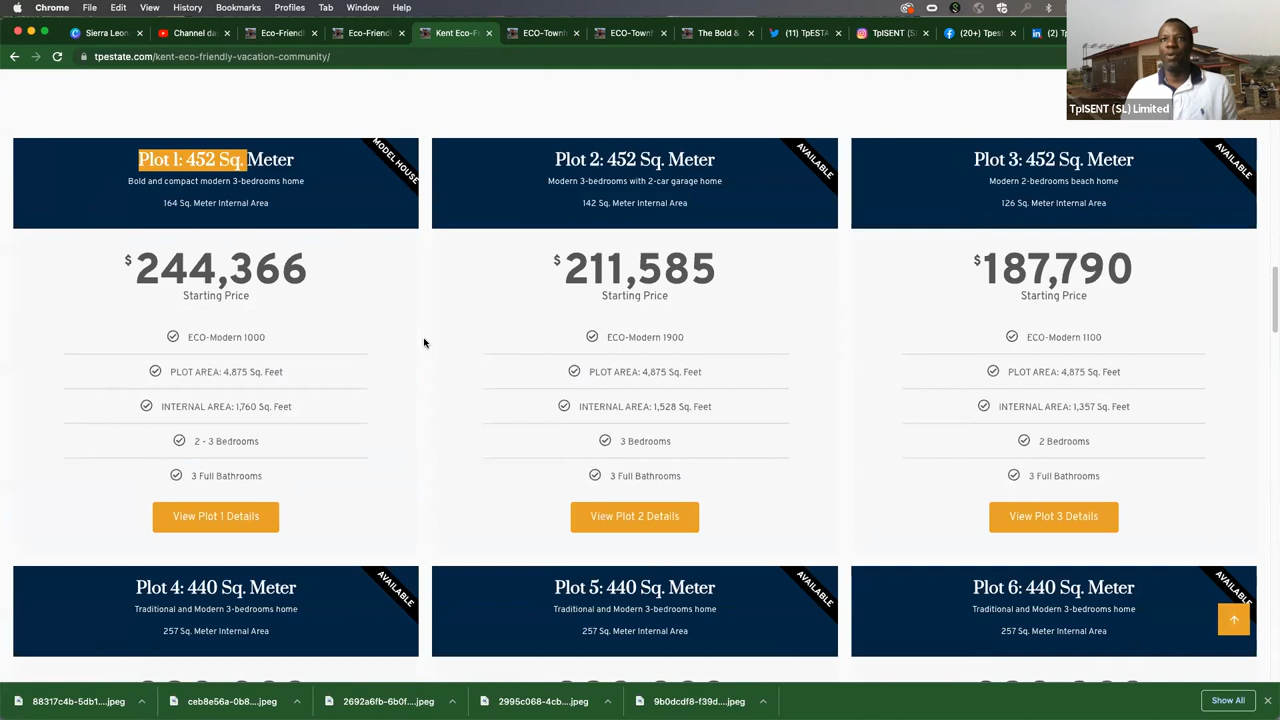 Chrome File Edit View History Bookmarks Profiles Tab Window Help
Sierra Leon Channel da Eco-Friendl Eco-Friendl Kent Eco-Fr ECO-Townh ECO-Townh The Bold & (11) TpESTA TpISENT (S (20+) Tpest (2) T
tpestate.com/kent-eco-friendly-vacation-community/
TpISENT (SL) Limited
Plot 1: 452 Sq. Meter
MODEL HOUSE
Bold and compact modern 3-bedrooms home
164 Sq. Meter Internal Area
$244,366
Starting Price
ECO-Modern 1000
PLOT AREA: 4,875 Sq. Feet
INTERNAL AREA: 1,760 Sq. Feet
2 - 3 Bedrooms
3 Full Bathrooms
View Plot 1 Details
Plot 2: 452 Sq. Meter
AVAILABLE
Modern 3-bedrooms with 2-car garage home
142 Sq. Meter Internal Area
$211,585
Starting Price
ECO-Modern 1900
PLOT AREA: 4,875 Sq. Feet
INTERNAL AREA: 1,528 Sq. Feet
3 Bedrooms
3 Full Bathrooms
View Plot 2 Details
Plot 3: 452 Sq. Meter
AVAILABLE
Modern 2-bedrooms beach home
126 Sq. Meter Internal Area
$187,790
Starting Price
ECO-Modern 1100
PLOT AREA: 4,875 Sq. Feet
INTERNAL AREA: 1,357 Sq. Feet
2 Bedrooms
3 Full Bathrooms
View Plot 3 Details
Plot 4: 440 Sq. Meter
AVAILABLE
Traditional and Modern 3-bedrooms home
257 Sq. Meter Internal Area
Plot 5: 440 Sq. Meter
AVAILABLE
Traditional and Modern 3-bedrooms home
257 Sq. Meter Internal Area
Plot 6: 440 Sq. Meter
AVAILABLE
Traditional and Modern 3-bedrooms home
257 Sq. Meter Internal Area
88317c4b-5db1....jpeg ceb8e56a-0b8....jpeg 2692a6fb-6b0f....jpeg 2995c068-4cb....jpeg 9b0dcdf8-f39d....jpeg Show All